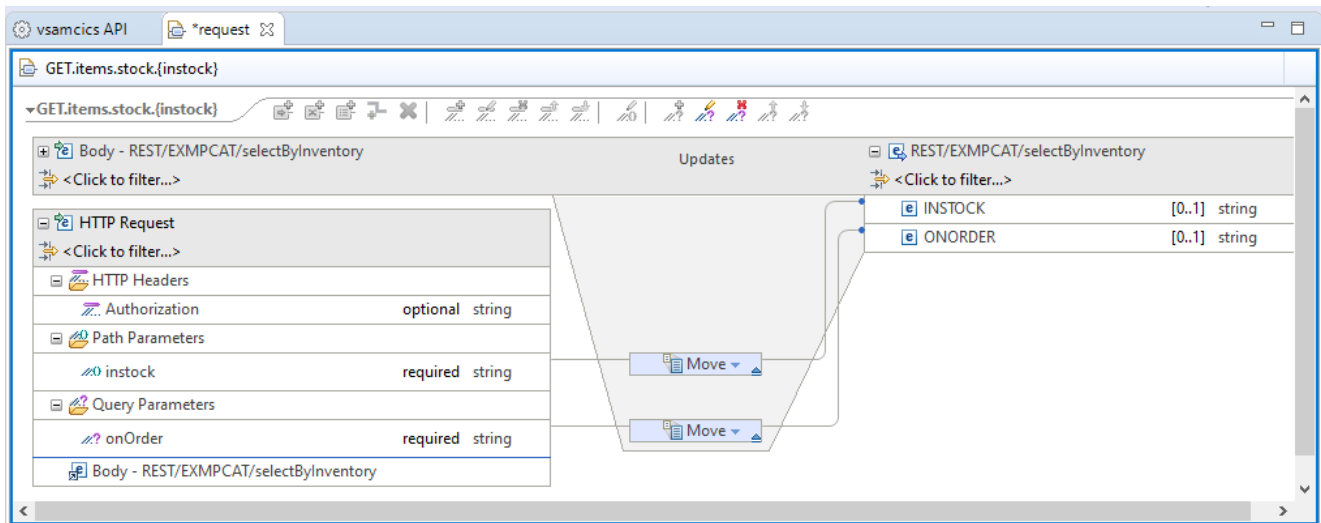 vsamcics API
*request
GET.items.stock.{instock}
GET.items.stock.{instock}
Body - REST/EXMPCAT/selectByInventory
<Click to filter...>
Updates
REST/EXMPCAT/selectByInventory
<Click to filter...>
INSTOCK [0..1] string
ONORDER [0..1] string
HTTP Request
<Click to filter...>
HTTP Headers
Authorization optional string
Path Parameters
instock required string
Move
Query Parameters
onOrder required string
Move
Body - REST/EXMPCAT/selectByInventory